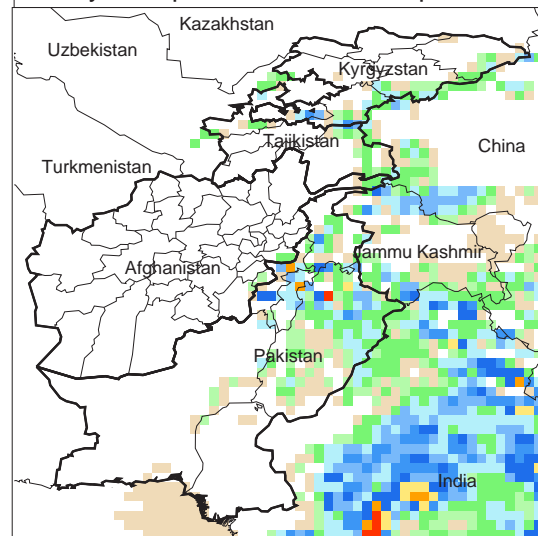 Kazakhstan
Uzbekistan
Kyrgyzstan
Tajikistan
China
Turkmenistan
Jammu Kashmir
Afghanistan
Pakistan
India